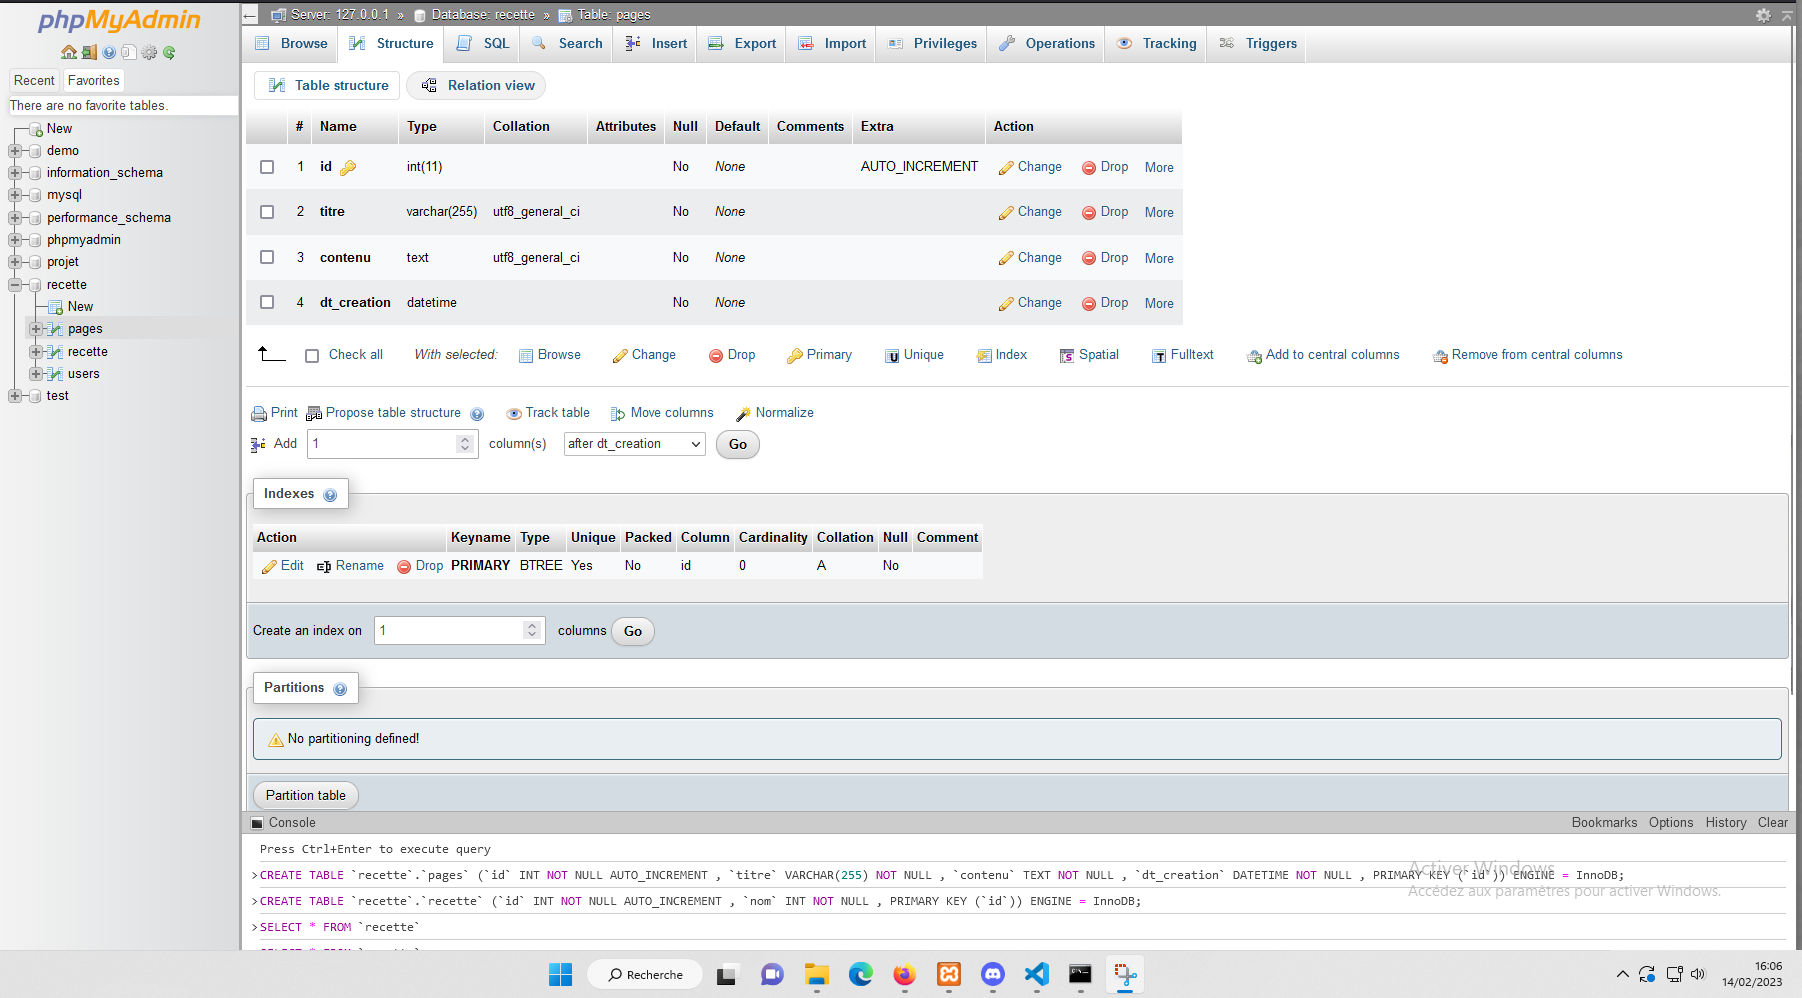 phpMyAdmin
Recent Favorites
There are no favorite tables.
New
demo
information_schema
mysql
performance_schema
phpmyadmin
projet
recette
New
pages
recette
users
test
Server: 127.0.0.1 » Database: recette » Table: pages
Browse Structure SQL Search Insert Export Import Privileges Operations Tracking Triggers
Table structure Relation view
# Name Type Collation Attributes Null Default Comments Extra Action
1 id int(11) No None AUTO_INCREMENT Change Drop More
2 titre varchar(255) utf8_general_ci No None Change Drop More
3 contenu text utf8_general_ci No None Change Drop More
4 dt_creation datetime No None Change Drop More
Check all With selected: Browse Change Drop Primary Unique Index Spatial Fulltext Add to central columns Remove from central columns
Print Propose table structure Track table Move columns Normalize
Add 1 column(s) after dt_creation Go
Indexes
Action Keyname Type Unique Packed Column Cardinality Collation Null Comment
Edit Rename Drop PRIMARY BTREE Yes No id 0 A No
Create an index on 1 columns Go
Partitions
No partitioning defined!
Partition table
Console Bookmarks Options History Clear
Press Ctrl+Enter to execute query
>CREATE TABLE `recette`.`pages` (`id` INT NOT NULL AUTO_INCREMENT , `titre` VARCHAR(255) NOT NULL , `contenu` TEXT NOT NULL , `dt_creation` DATETIME NOT NULL , PRIMARY KEY (`id`)) ENGINE = InnoDB;
>CREATE TABLE `recette`.`recette` (`id` INT NOT NULL AUTO_INCREMENT , `nom` INT NOT NULL , PRIMARY KEY (`id`)) ENGINE = InnoDB;
>SELECT * FROM `recette`
Activer Windows
Accédez aux paramètres pour activer Windows.
Recherche
16:06
14/02/2023